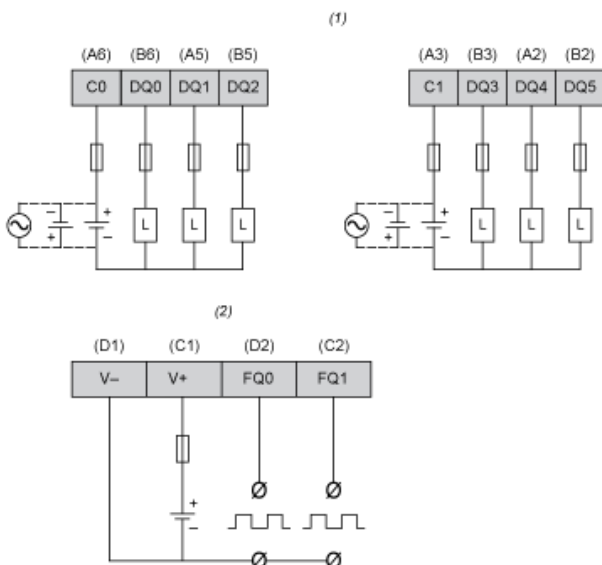 (1)
(A6) (B6) (A5) (B5)
C0 DQ0 DQ1 DQ2
(A3) (B3) (A2) (B2)
C1 DQ3 DQ4 DQ5
− + + −
L L L
− + + −
L L L
(2)
(D1) (C1) (D2) (C2)
V− V+ FQ0 FQ1
+
−